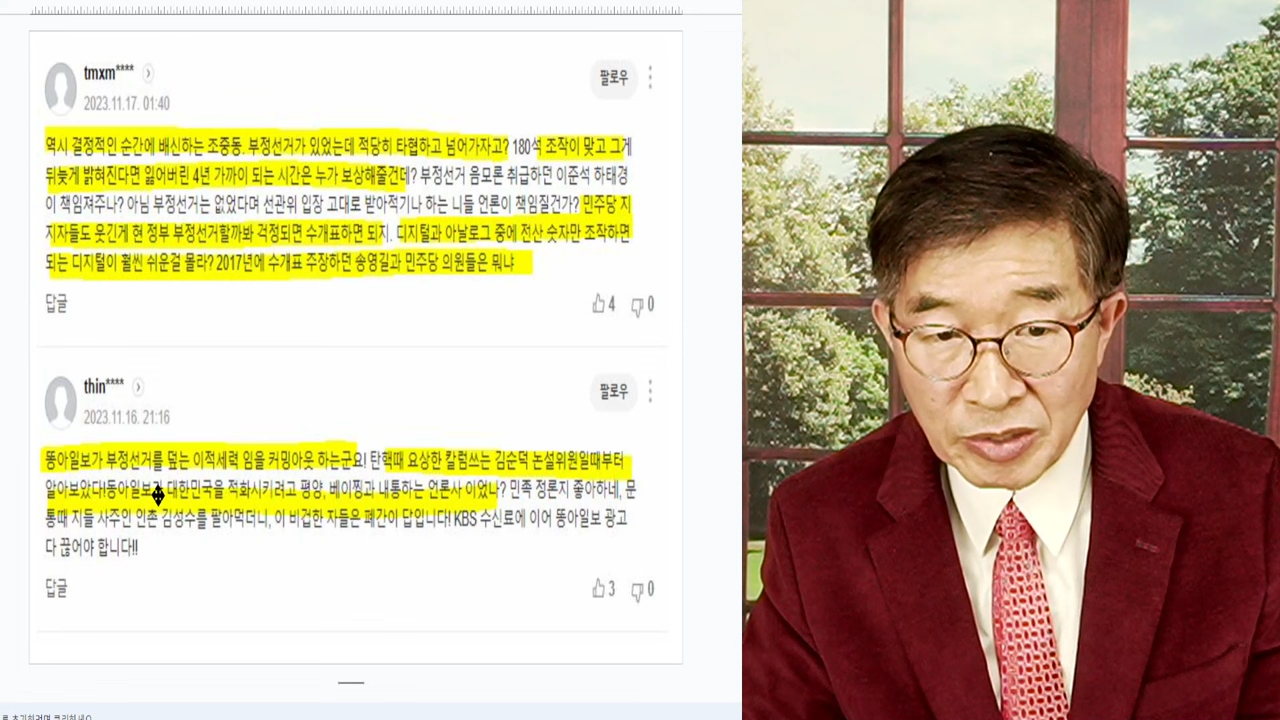 tmxm****
팔로우
2023.11.17. 01:40
역시 결정적인 순간에 배신하는 조중동. 부정선거가 있었는데 적당히 타협하고 넘어가자고? 180석 조작이 맞고 그게
뒤늦게 밝혀진다면 잃어버린 4년 가까이 되는 시간은 누가 보상해줄건데? 부정선거 음모론 취급하던 이준석 하태경
이 책임져주나? 아님 부정선거는 없었다며 선관위 입장 고대로 받아적기나 하는 니들 언론이 책임질건가? 민주당 지
지자들도 웃긴게 현 정부 부정선거할까봐 걱정되면 수개표하면 되지. 디지털과 아날로그 중에 전산 숫자만 조작하면
되는 디지털이 훨씬 쉬운걸 몰라? 2017년에 수개표 주장하던 송영길과 민주당 의원들은 뭐냐
답글
4
0
thin****
팔로우
2023.11.16. 21:16
똥아일보가 부정선거를 덮는 이적세력 임을 커밍아웃 하는군요! 탄핵때 요상한 칼럼쓰는 김순덕 논설위원일때부터
알아보았다!동아일보가 대한민국을 적화시키려고 평양, 베이찡과 내통하는 언론사 이었나? 민족 정론지 좋아하네, 문
통때 지들 사주인 인촌 김성수를 팔아먹더니, 이 비겁한 자들은 폐간이 답입니다! KBS 수신료에 이어 똥아일보 광고
다 끊어야 합니다!!
답글
3
0